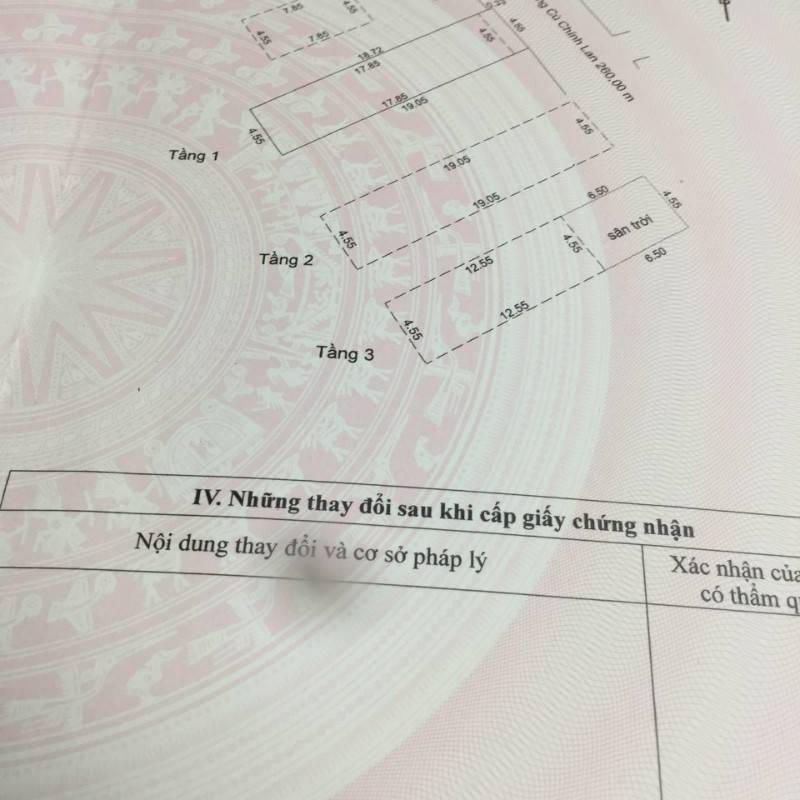 7.85
4.55
4.55
7.85
18.72
17.85
4.55
4.55
Cù Chính Lan 260,00 m
17.85
19.05
4.55
Tầng 1
4.55
19.05
19.05
4.55
Tầng 2
6.50
4.55
sân trời
4.55
6.50
12.55
12.55
4.55
Tầng 3
IV. Những thay đổi sau khi cấp giấy chứng nhận
Nội dung thay đổi và cơ sở pháp lý
Xác nhận của
có thẩm